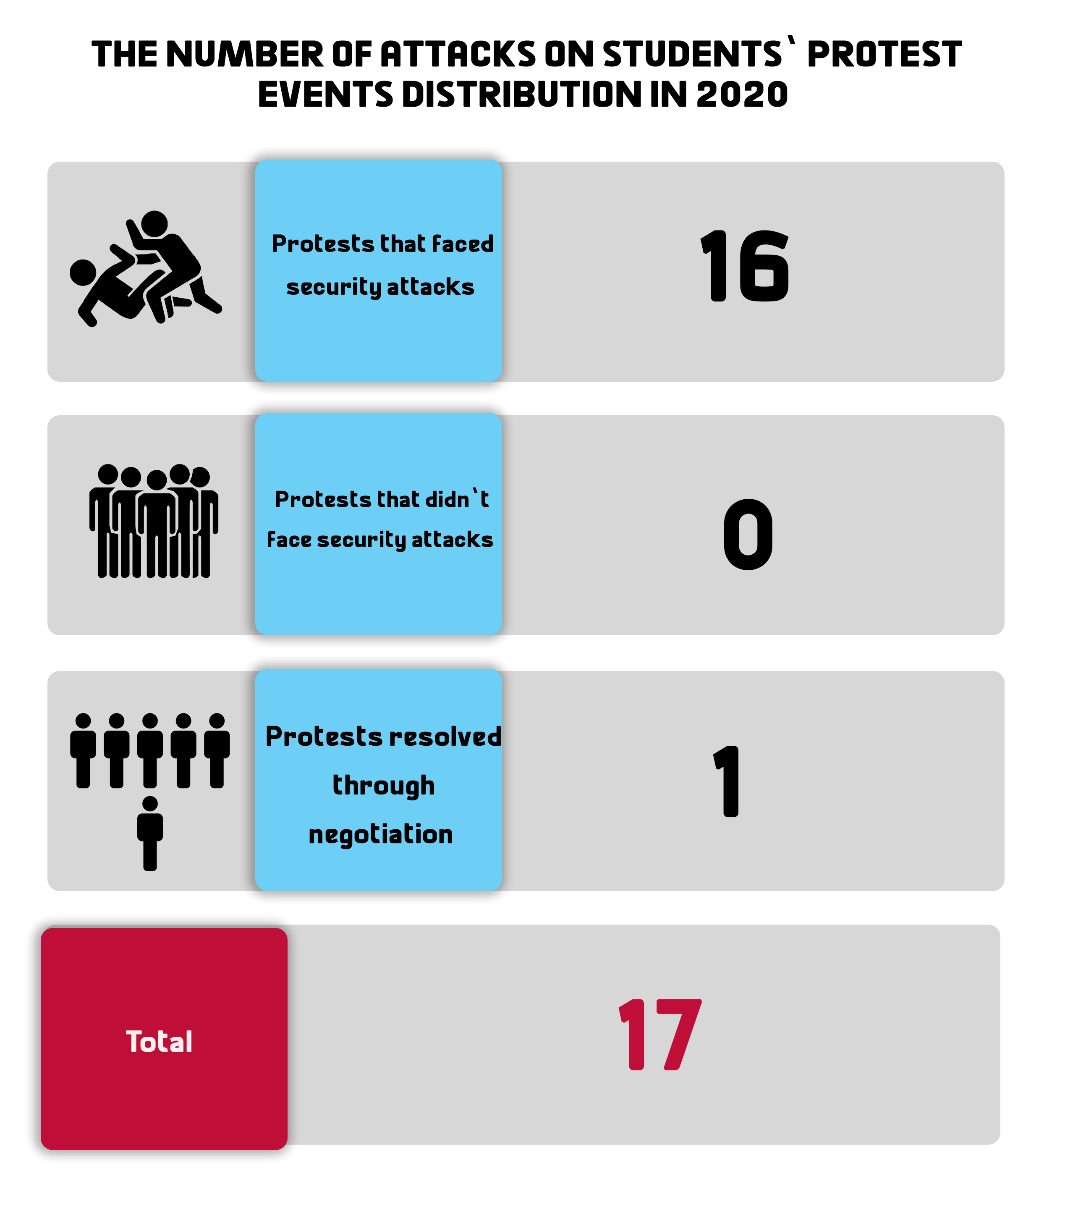 THE NUMBER OF ATTACKS ON STUDENTS` PROTEST
EVENTS DISTRIBUTION IN 2020
Protests that faced
security attacks
16
Protests that didn`t
face security attacks
0
Protests resolved
through
negotiation
1
Total
17